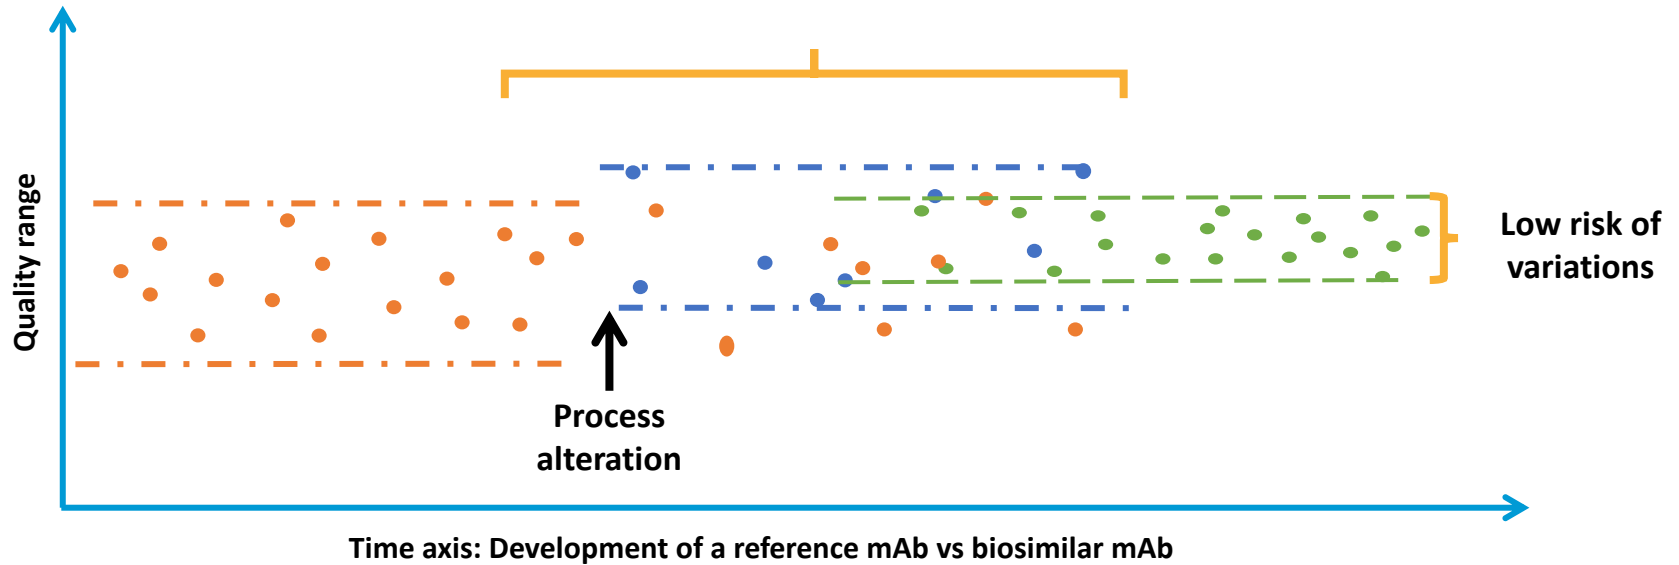 Quality range
Low risk of
variations
Process
alteration
Time axis: Development of a reference mAb vs biosimilar mAb